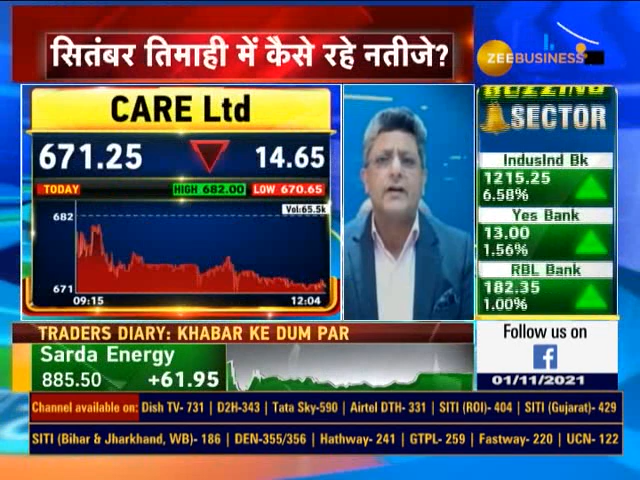 सितंबर तिमाही में कैसे रहे नतीजे?
ZEEBUSINESS
CARE Ltd
671.25 14.65
TODAY HIGH 682.00 LOW 670.65
Vol:65.5k
682
671
09:15 12:04
BUZZING
SECTOR
IndusInd Bk
1215.25
6.58%
Yes Bank
13.00
1.56%
RBL Bank
182.35
1.00%
TRADERS DIARY: KHABAR KE DUM PAR
Sarda Energy
885.50 +61.95
Follow us on
01/11/2021
Channel available on: Dish TV- 731 | D2H-343 | Tata Sky-590 | Airtel DTH- 331 | SITI (ROI)- 404 | SITI (Gujarat)- 429
SITI (Bihar & Jharkhand, WB)- 186 | DEN-355/356 | Hathway- 241 | GTPL- 259 | Fastway- 220 | UCN- 122